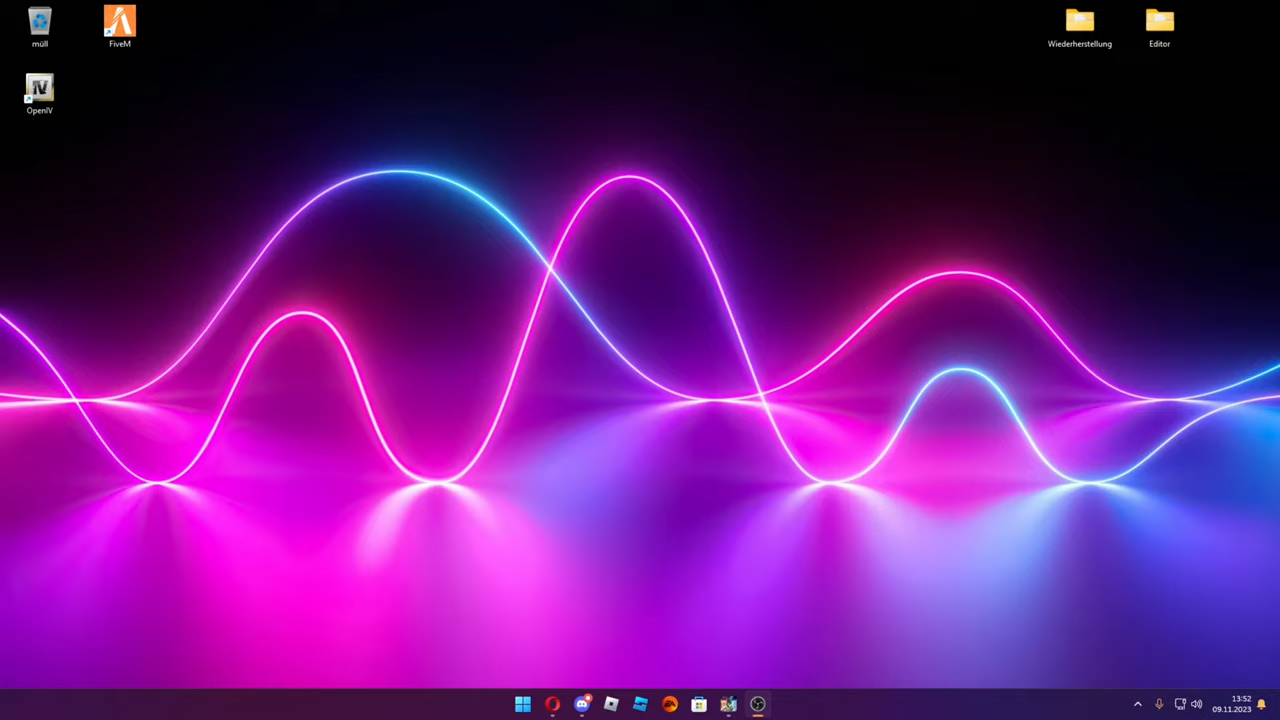 müll
FiveM
Wiederherstellung
Editor
OpenIV
13:52
09.11.2023